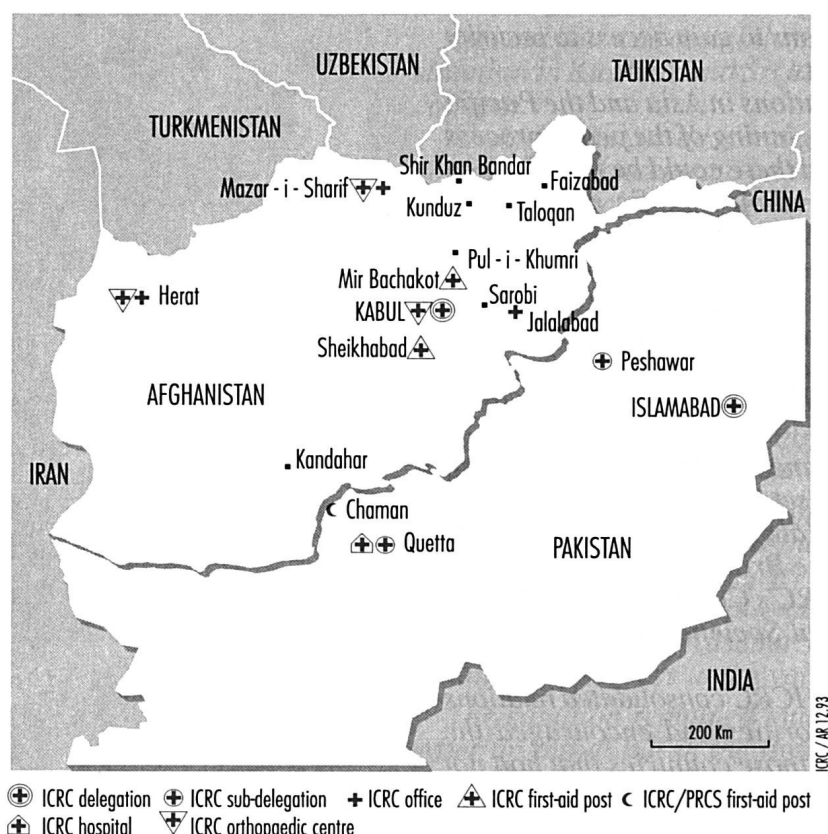 UZBEKISTAN
TAJIKISTAN
TURKMENISTAN
Shir Khan Bandar
Mazar - i - Sharif
Faizabad
CHINA
Kunduz
Taloqan
Pul - i - Khumri
Mir Bachakot
Herat
Sarobi
KABUL
Jalalabad
Sheikhabad
Peshawar
AFGHANISTAN
ISLAMABAD
Kandahar
IRAN
Chaman
Quetta
PAKISTAN
INDIA
200 Km
ICRC / AR 12.93
ICRC delegation ICRC sub-delegation ICRC office ICRC first-aid post ICRC/PRCS first-aid post
ICRC hospital ICRC orthopaedic centre